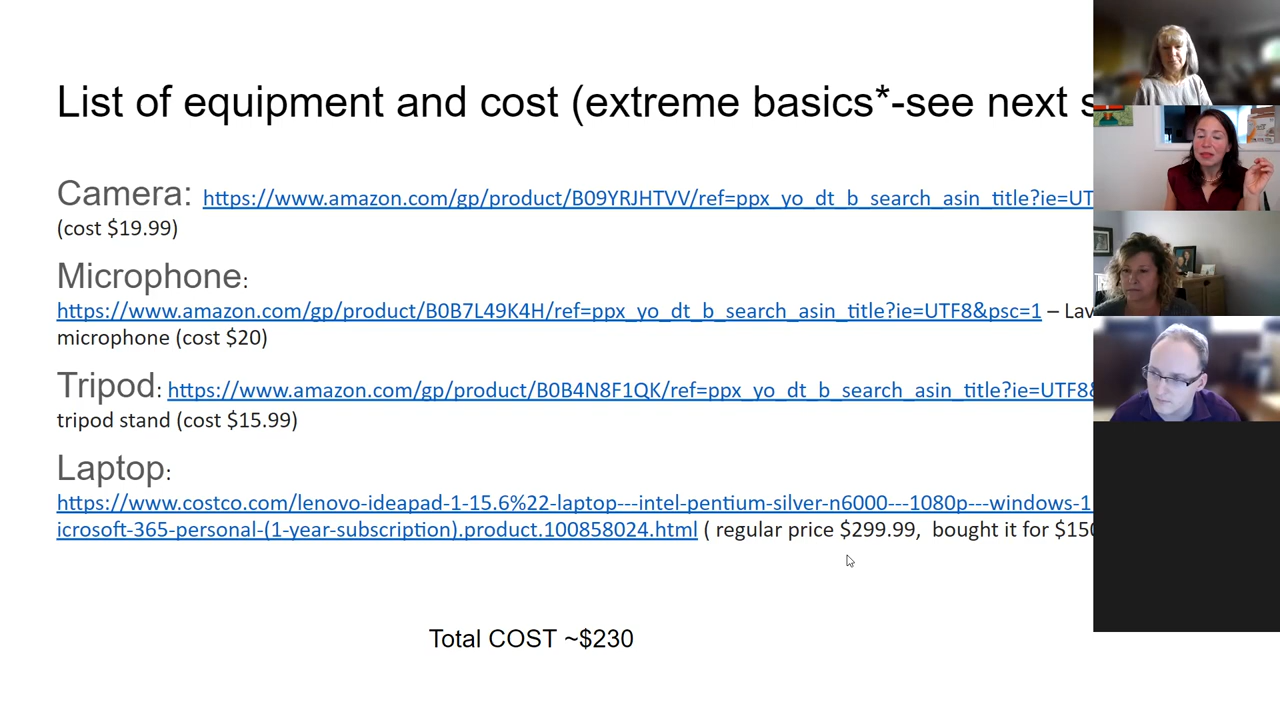 List of equipment and cost (extreme basics*-see next s
Camera: https://www.amazon.com/gp/product/B09YRJHTVV/ref=ppx_yo_dt_b_search_asin_title?ie=UT
(cost $19.99)
Microphone:
https://www.amazon.com/gp/product/B0B7L49K4H/ref=ppx_yo_dt_b_search_asin_title?ie=UTF8&psc=1 – Lav
microphone (cost $20)
Tripod: https://www.amazon.com/gp/product/B0B4N8F1QK/ref=ppx_yo_dt_b_search_asin_title?ie=UTF8&
tripod stand (cost $15.99)
Laptop:
https://www.costco.com/lenovo-ideapad-1-15.6%22-laptop---intel-pentium-silver-n6000---1080p---windows-1
icrosoft-365-personal-(1-year-subscription).product.100858024.html ( regular price $299.99,  bought it for $150
Total COST ~$230